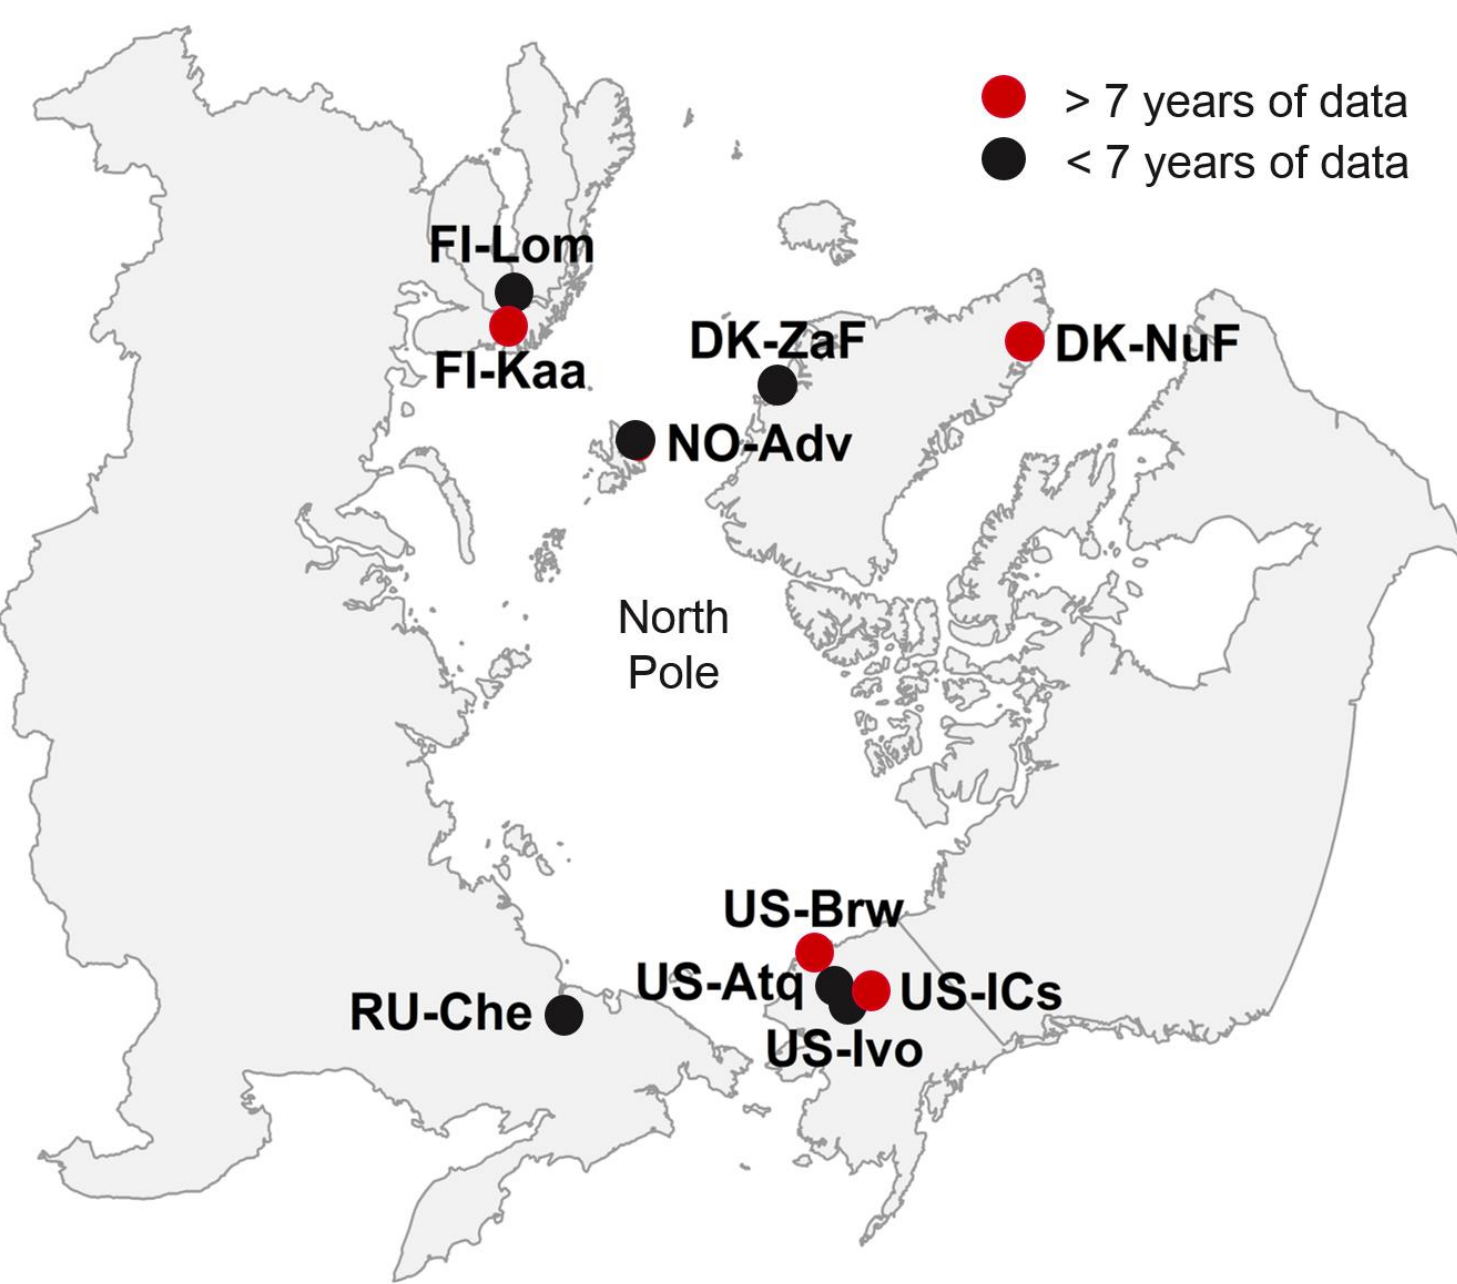 > 7 years of data
< 7 years of data
FI-Lom
FI-Kaa
DK-ZaF
DK-NuF
NO-Adv
North
Pole
US-Brw
US-Atq
US-ICs
RU-Che
US-Ivo